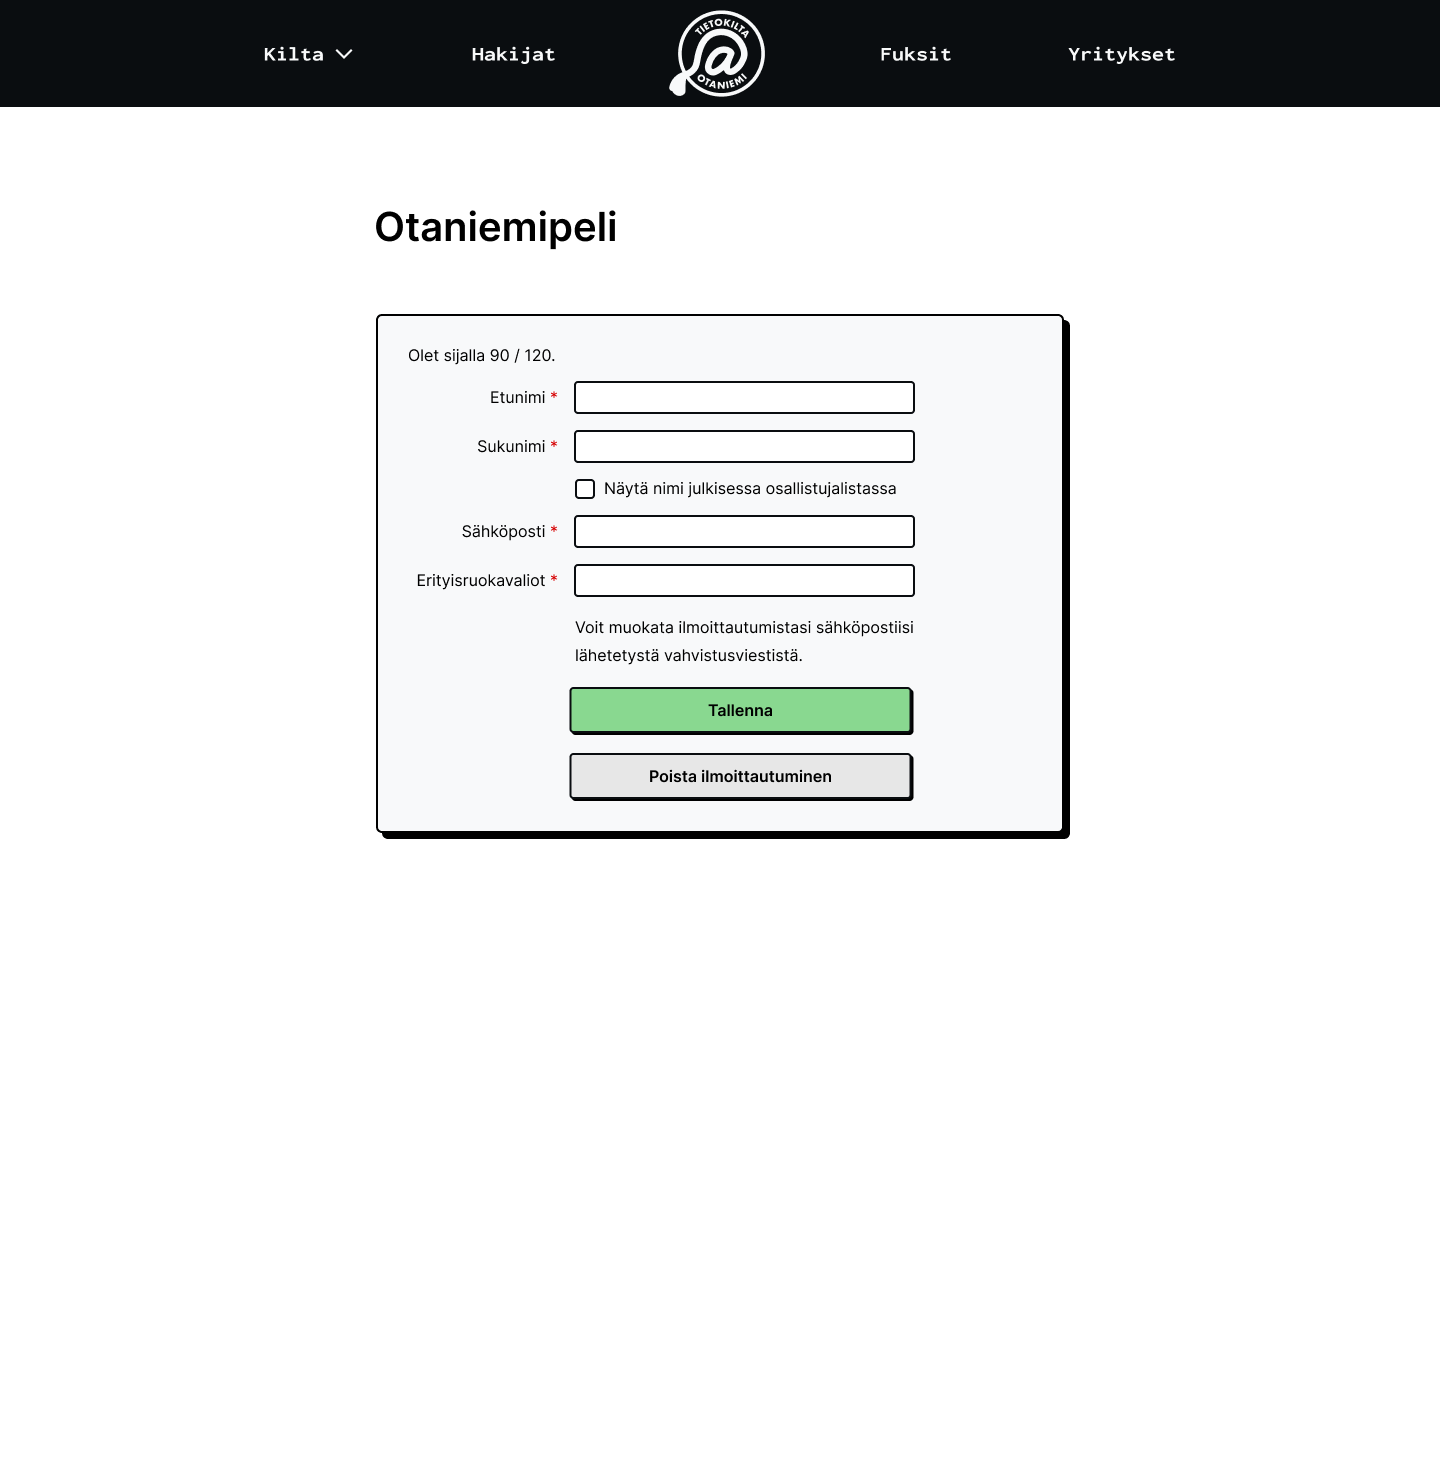 Kilta
Hakijat
TIETOKILTA
OTANIEMI
Fuksit
Yritykset
Otaniemipeli
Olet sijalla 90 / 120.
Etunimi *
Sukunimi *
Näytä nimi julkisessa osallistujalistassa
Sähköposti *
Erityisruokavaliot *
Voit muokata ilmoittautumistasi sähköpostiisi
lähetetystä vahvistusviestistä.
Tallenna
Poista ilmoittautuminen